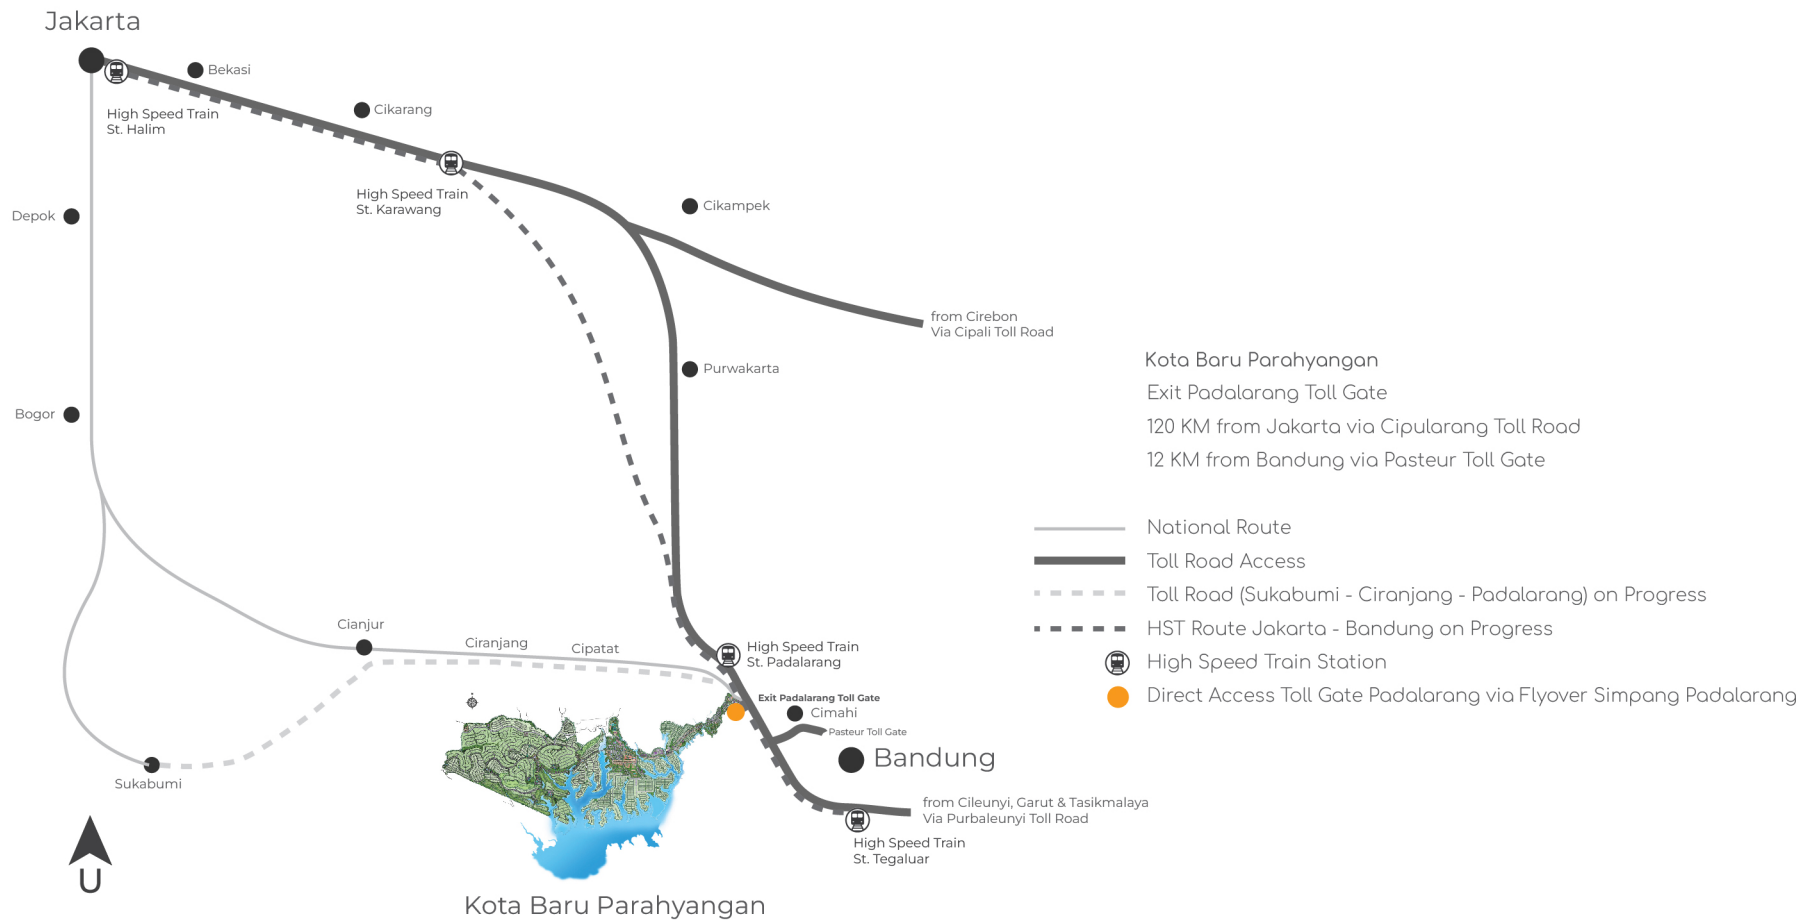 Jakarta
Bekasi
High Speed Train
St. Halim
Cikarang
High Speed Train
St. Karawang
Depok
Cikampek
from Cirebon
Via Cipali Toll Road
Purwakarta
Bogor
Kota Baru Parahyangan
Exit Padalarang Toll Gate
120 KM from Jakarta via Cipularang Toll Road
12 KM from Bandung via Pasteur Toll Gate
National Route
Toll Road Access
Toll Road (Sukabumi - Ciranjang - Padalarang) on Progress
HST Route Jakarta - Bandung on Progress
High Speed Train Station
Direct Access Toll Gate Padalarang via Flyover Simpang Padalarang
Cianjur
Ciranjang
Cipatat
High Speed Train
St. Padalarang
Exit Padalarang Toll Gate
Cimahi
Pasteur Toll Gate
Bandung
Sukabumi
from Cileunyi, Garut & Tasikmalaya
Via Purbaleunyi Toll Road
High Speed Train
St. Tegaluar
U
Kota Baru Parahyangan